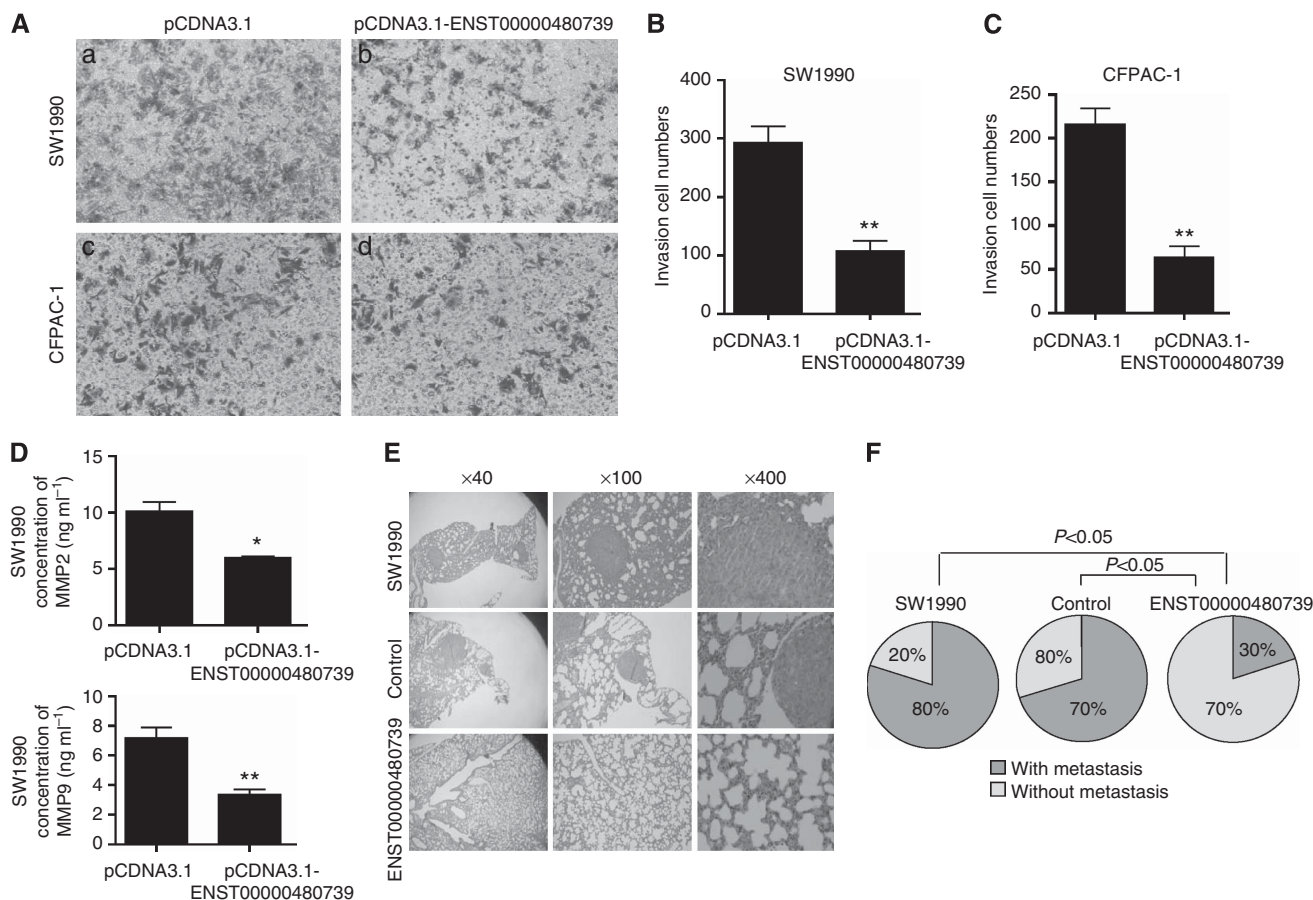 A
pCDNA3.1
pCDNA3.1-ENST00000480739
SW1990
CFPAC-1
a
b
c
d
B
SW1990
Invasion cell numbers
400
300
200
100
0
**
pCDNA3.1
pCDNA3.1-
ENST00000480739
C
CFPAC-1
Invasion cell numbers
250
200
150
100
50
0
**
pCDNA3.1
pCDNA3.1-
ENST00000480739
D
SW1990
concentration of
MMP2 (ng ml⁻¹)
15
10
5
0
*
pCDNA3.1
pCDNA3.1-
ENST00000480739
SW1990
concentration of
MMP9 (ng ml⁻¹)
10
8
6
4
2
0
**
pCDNA3.1
pCDNA3.1-
ENST00000480739
E
×40
×100
×400
SW1990
Control
ENST00000480739
F
P<0.05
P<0.05
SW1990
Control
ENST00000480739
20%
80%
80%
70%
30%
70%
With metastasis
Without metastasis